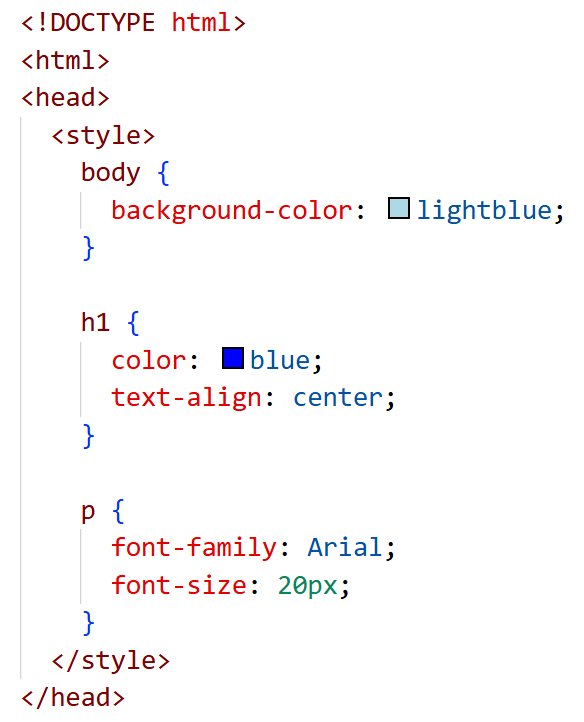 <!DOCTYPE html>
<html>
<head>
  <style>
    body {
      background-color: lightblue;
    }

    h1 {
      color: blue;
      text-align: center;
    }

    p {
      font-family: Arial;
      font-size: 20px;
    }
  </style>
</head>